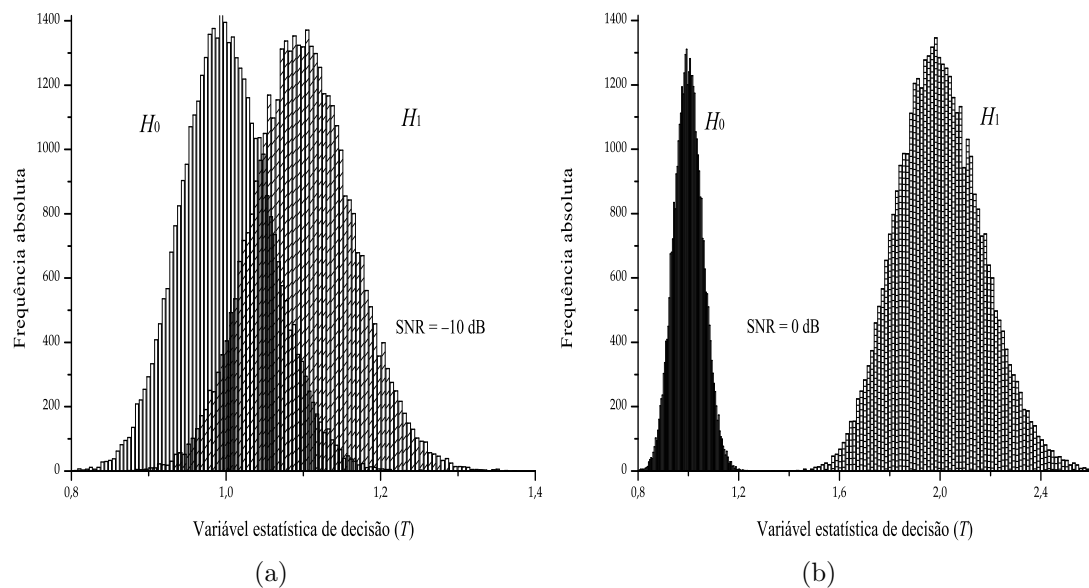 1400
1200
1000
800
600
400
200
0
0,8
1,0
1,2
1,4
Frequência absoluta
H0
H1
SNR = –10 dB
Variável estatística de decisão (T)
(a)
1400
1200
1000
800
600
400
200
0
0,8
1,2
1,6
2,0
2,4
Frequência absoluta
H0
H1
SNR = 0 dB
Variável estatística de decisão (T)
(b)